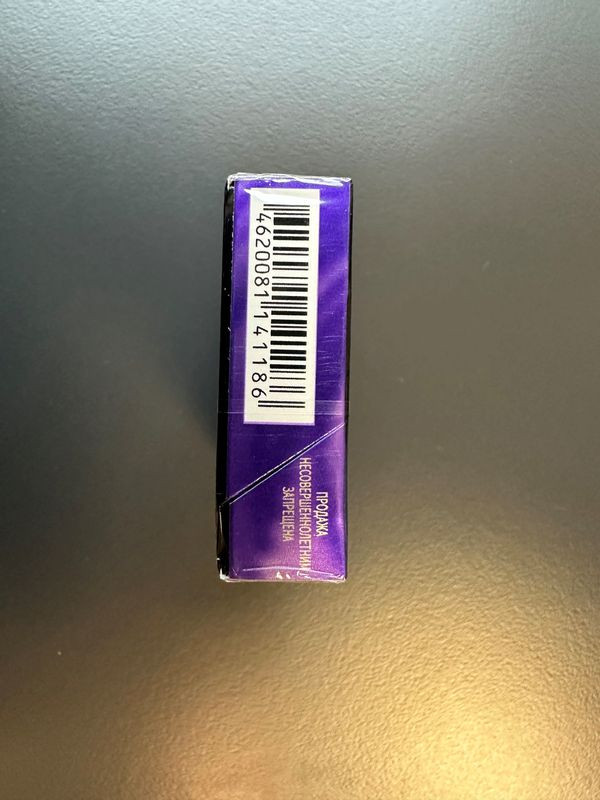 4620081141186
ПРОДАЖА
НЕСОВЕРШЕННОЛЕТНИМ
ЗАПРЕЩЕНА